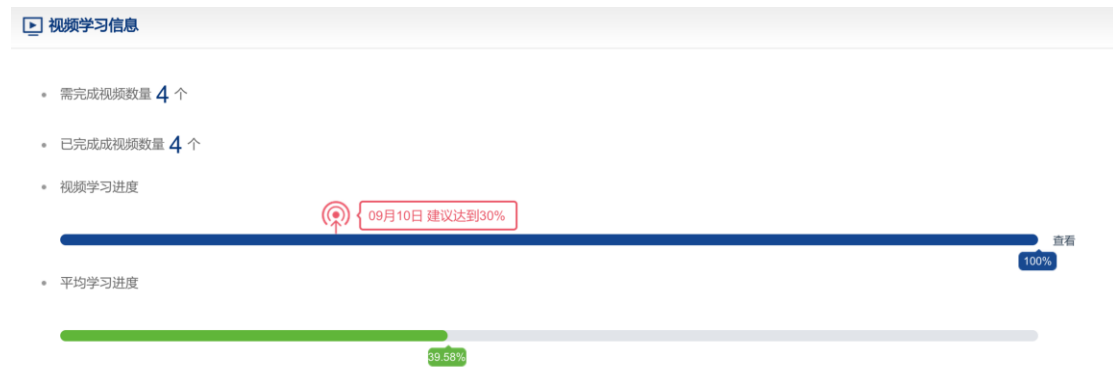 视频学习信息
需完成视频数量 4 个
已完成成视频数量 4 个
视频学习进度
09月10日 建议达到30%
查看
100%
平均学习进度
39.58%